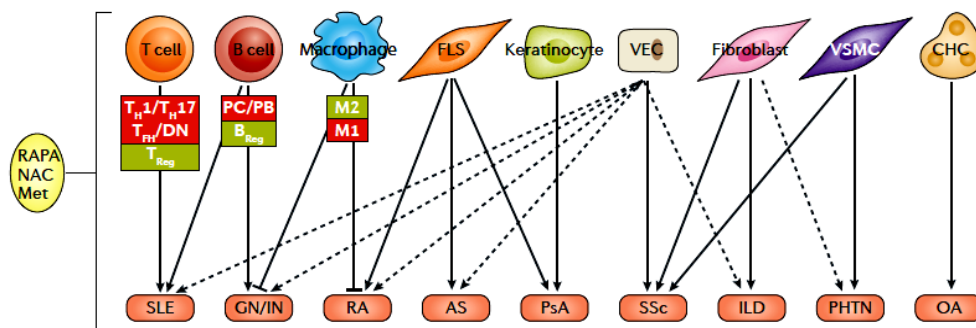 T cell
B cell
Macrophage
FLS
Keratinocyte
VEC
Fibroblast
VSMC
CHC
TH1/TH17
TFH/DN
TReg
PC/PB
BReg
M2
M1
RAPA
NAC
Met
SLE
GN/IN
RA
AS
PsA
SSc
ILD
PHTN
OA